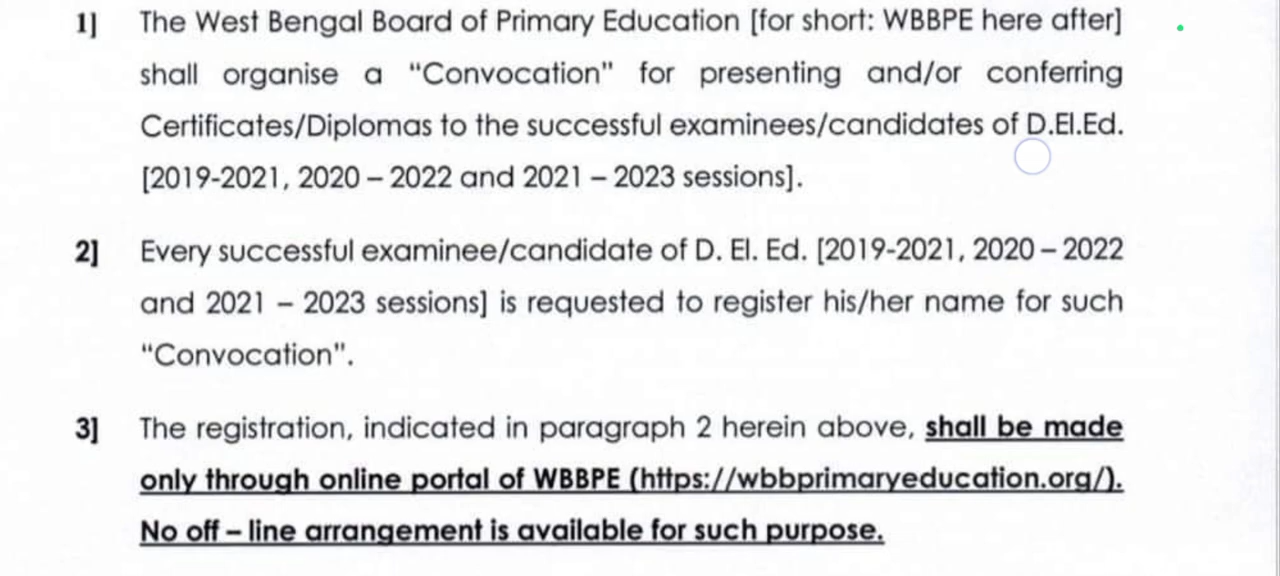 1] The West Bengal Board of Primary Education [for short: WBBPE here after]
shall organise a “Convocation” for presenting and/or conferring
Certificates/Diplomas to the successful examinees/candidates of D.El.Ed.
[2019-2021, 2020 – 2022 and 2021 – 2023 sessions].
2] Every successful examinee/candidate of D. El. Ed. [2019-2021, 2020 – 2022
and 2021 – 2023 sessions] is requested to register his/her name for such
“Convocation”.
3] The registration, indicated in paragraph 2 herein above, shall be made
only through online portal of WBBPE (https://wbbprimaryeducation.org/).
No off – line arrangement is available for such purpose.